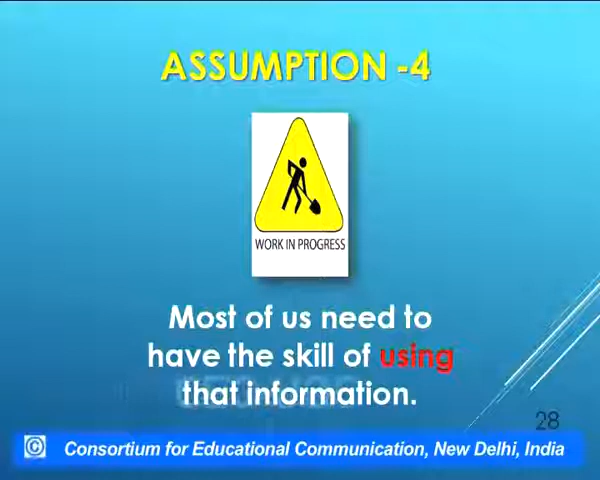 ASSUMPTION -4
WORK IN PROGRESS
Most of us need to
have the skill of using
that information.
28
© Consortium for Educational Communication, New Delhi, India